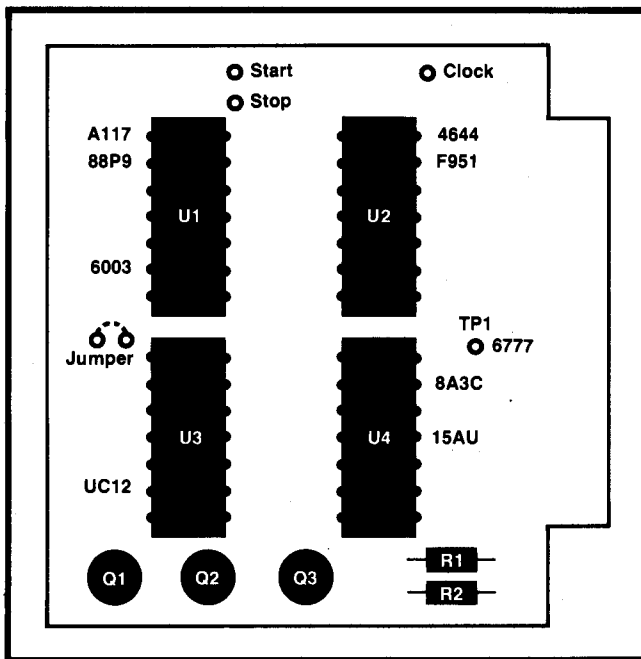 Start
Clock
Stop
A117
4644
88P9
F951
U1
U2
6003
TP1
6777
Jumper
8A3C
U3
U4
15AU
UC12
R1
Q1
Q2
Q3
R2